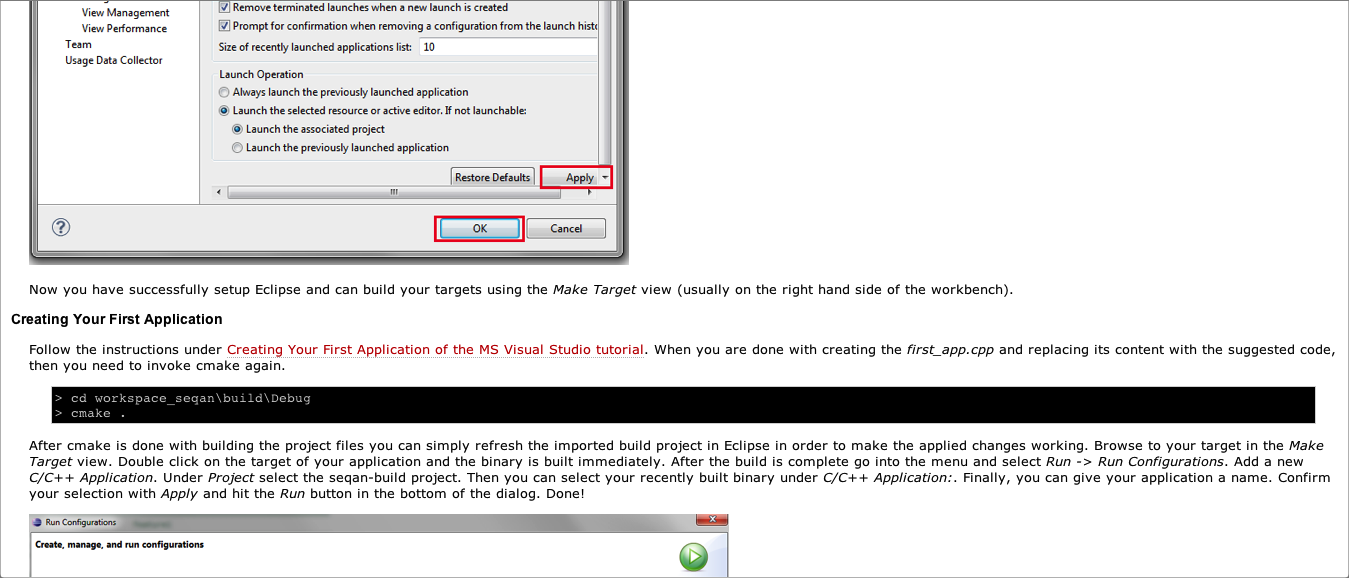 View Management
View Performance
Team
Usage Data Collector
Remove terminated launches when a new launch is created
Prompt for confirmation when removing a configuration from the launch
Size of recently launched applications list: 10
Launch Operation
Always launch the previously launched application
Launch the selected resource or active editor. If not launchable:
Launch the associated project
Launch the previously launched application
Restore Defaults Apply
? OK Cancel
Now you have successfully setup Eclipse and can build your targets using the Make Target view (usually on the right hand side of the workbench).
Creating Your First Application
Follow the instructions under Creating Your First Application of the MS Visual Studio tutorial. When you are done with creating the first_app.cpp and replacing its content with the suggested code,
then you need to invoke cmake again.
> cd workspace_seqan\build\Debug
> cmake .
After cmake is done with building the project files you can simply refresh the imported build project in Eclipse in order to make the applied changes working. Browse to your target in the Make
Target view. Double click on the target of your application and the binary is built immediately. After the build is complete go into the menu and select Run -> Run Configurations. Add a new
C/C++ Application. Under Project select the seqan-build project. Then you can select your recently built binary under C/C++ Application:. Finally, you can give your application a name. Confirm
your selection with Apply and hit the Run button in the bottom of the dialog. Done!
Run Configurations
Create, manage, and run configurations